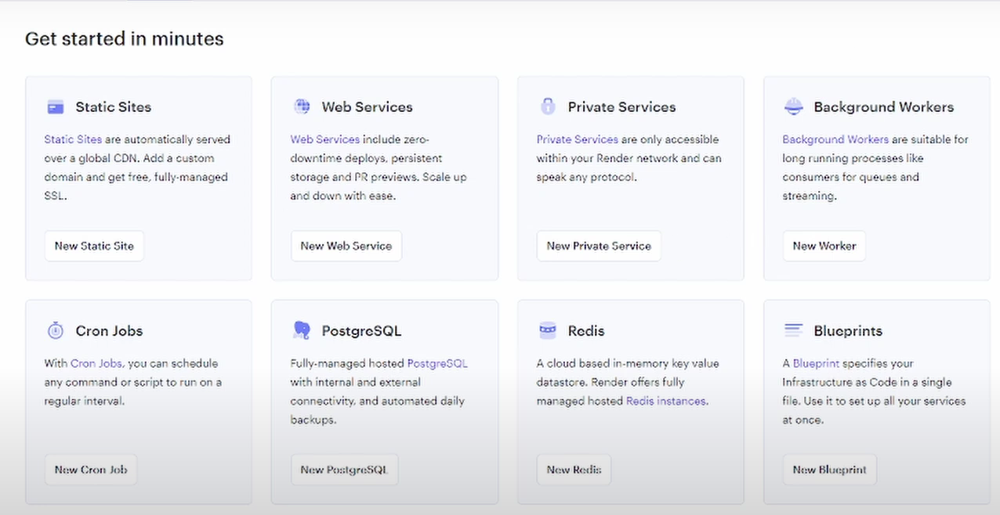 Get started in minutes
Static Sites
Static Sites are automatically served
over a global CDN. Add a custom
domain and get free, fully-managed
SSL.
New Static Site
Web Services
Web Services include zero-
downtime deploys, persistent
storage and PR previews. Scale up
and down with ease.
New Web Service
Private Services
Private Services are only accessible
within your Render network and can
speak any protocol.
New Private Service
Background Workers
Background Workers are suitable for
long running processes like
consumers for queues and
streaming.
New Worker
Cron Jobs
With Cron Jobs, you can schedule
any command or script to run on a
regular interval.
New Cron Job
PostgreSQL
Fully-managed hosted PostgreSQL
with internal and external
connectivity, and automated daily
backups.
New PostgreSQL
Redis
A cloud based in-memory key value
datastore. Render offers fully
managed hosted Redis instances.
New Redis
Blueprints
A Blueprint specifies your
Infrastructure as Code in a single
file. Use it to set up all your services
at once.
New Blueprint